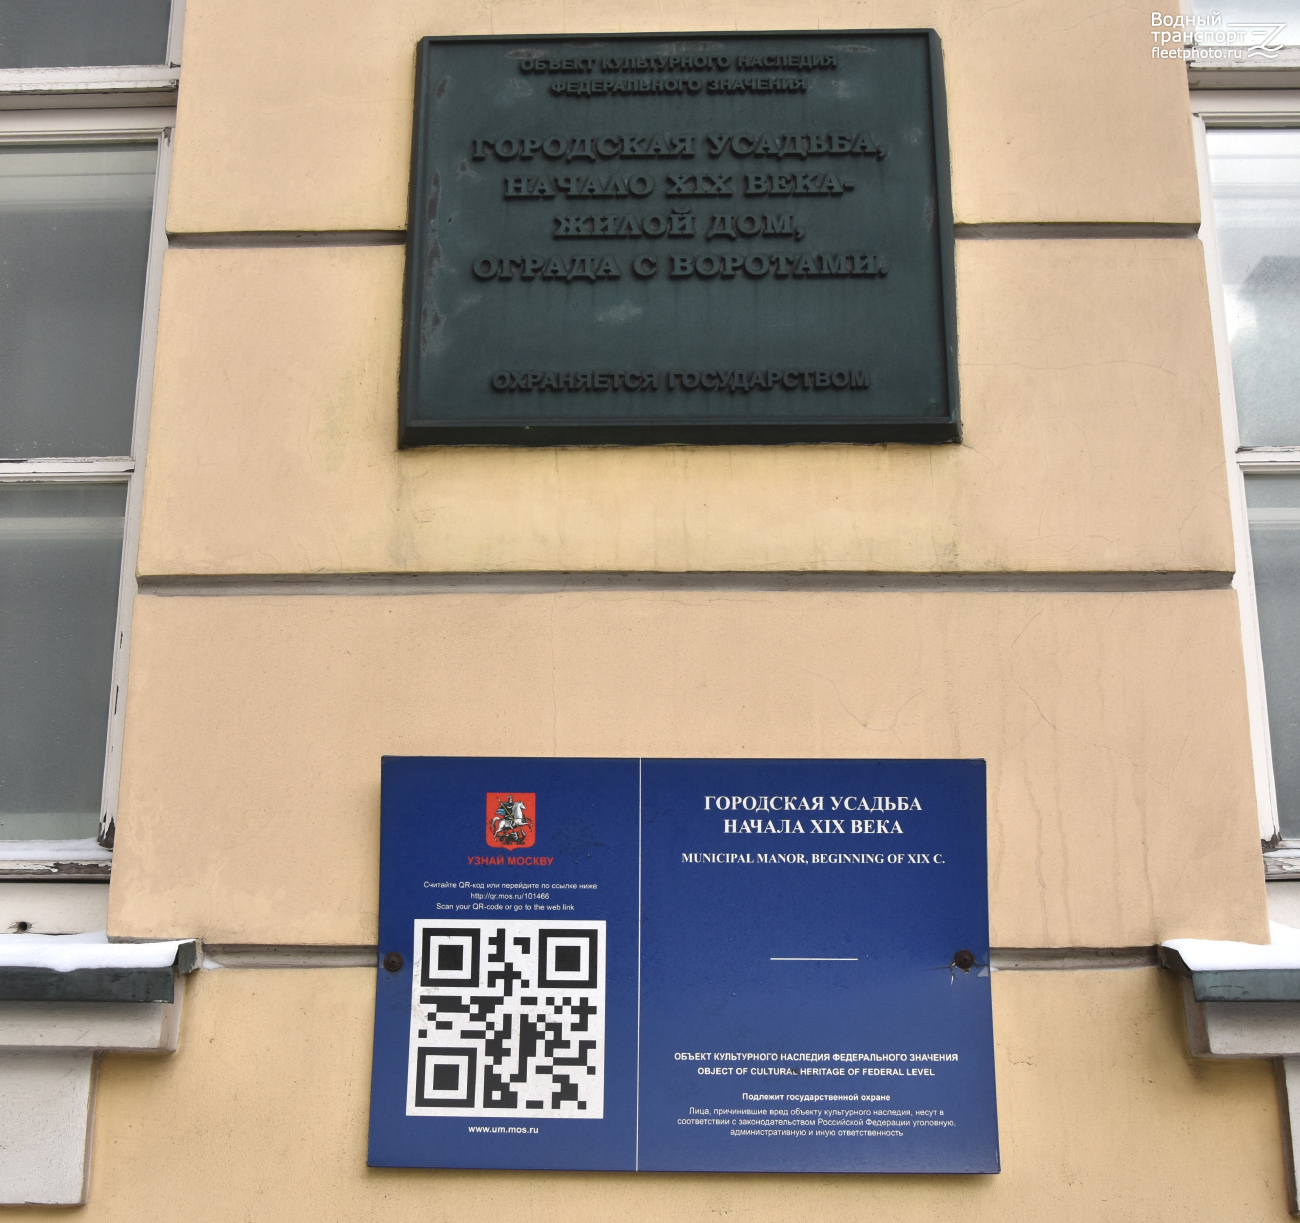 Водный
транспорт
fleetphoto.ru
ОБЪЕКТ КУЛЬТУРНОГО НАСЛЕДИЯ
ФЕДЕРАЛЬНОГО ЗНАЧЕНИЯ
ГОРОДСКАЯ УСАДЬБА,
НАЧАЛО XIX ВЕКА-
ЖИЛОЙ ДОМ,
ОГРАДА С ВОРОТАМИ.
ОХРАНЯЕТСЯ ГОСУДАРСТВОМ
УЗНАЙ МОСКВУ
Считайте QR-код или перейдите по ссылке ниже
http://qr.mos.ru/101466
Scan your QR-code or go to the web link
www.um.mos.ru
ГОРОДСКАЯ УСАДЬБА
НАЧАЛА XIX ВЕКА
MUNICIPAL MANOR, BEGINNING OF XIX C.
ОБЪЕКТ КУЛЬТУРНОГО НАСЛЕДИЯ ФЕДЕРАЛЬНОГО ЗНАЧЕНИЯ
OBJECT OF CULTURAL HERITAGE OF FEDERAL LEVEL
Подлежит государственной охране
Лица, причинившие вред объекту культурного наследия, несут в
соответствии с законодательством Российской Федерации уголовную,
административную и иную ответственность